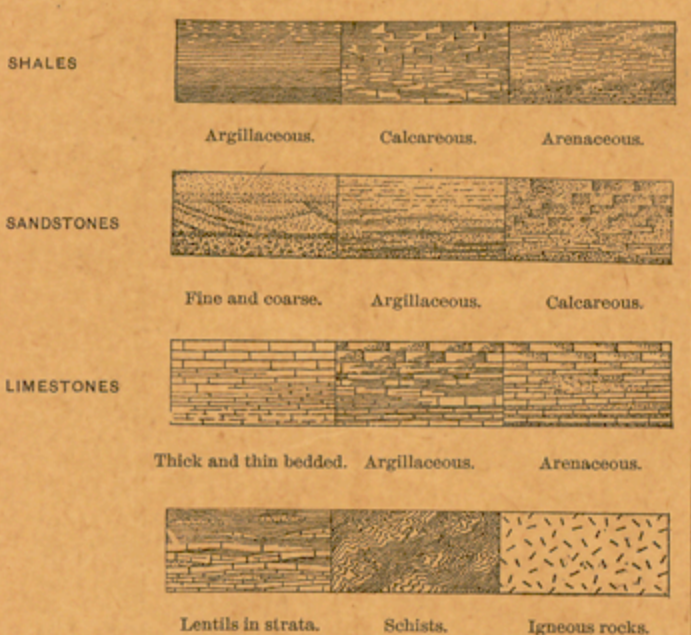 SHALES
Argillaceous. Calcareous. Arenaceous.
SANDSTONES
Fine and coarse. Argillaceous. Calcareous.
LIMESTONES
Thick and thin bedded. Argillaceous. Arenaceous.
Lentils in strata. Schists. Igneous rocks.